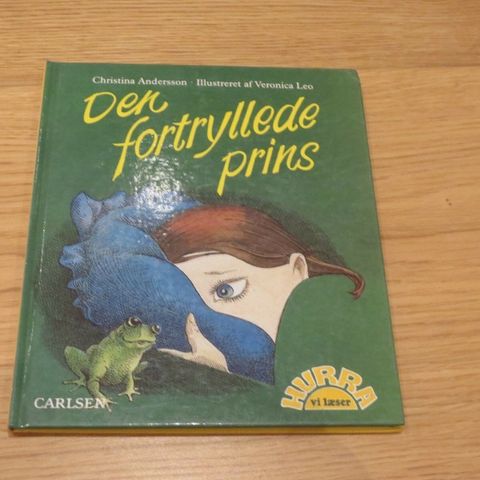 Christina Andersson · Illustreret af Veronica Leo
Den
fortryllede
prins
HURRA
vi læser
CARLSEN